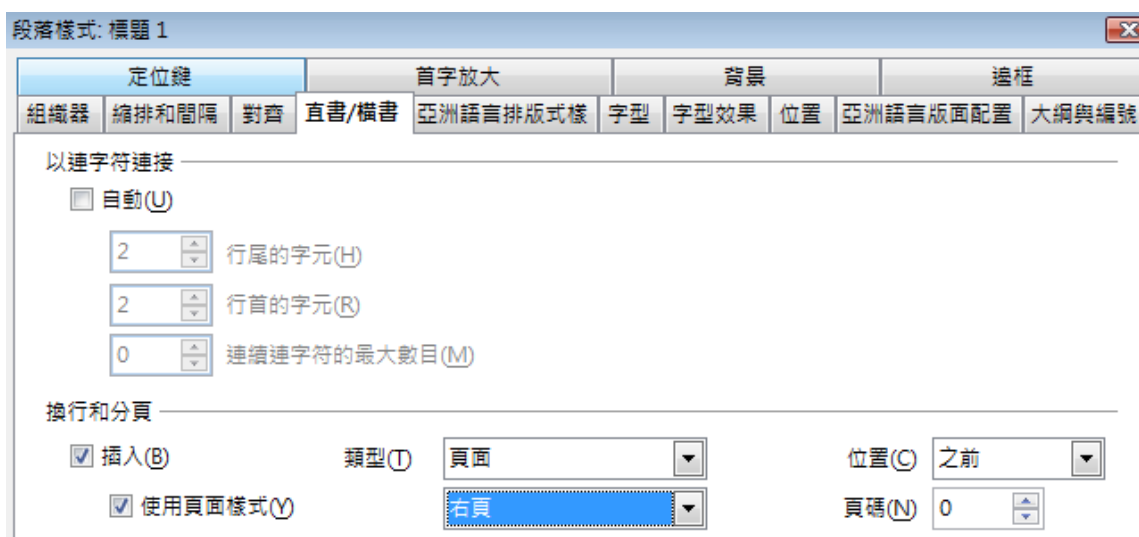 段落樣式: 標題 1
定位鍵 首字放大 背景 邊框
組織器 縮排和間隔 對齊 直書/橫書 亞洲語言排版式樣 字型 字型效果 位置 亞洲語言版面配置 大綱與編號
以連字符連接
自動(U)
2 行尾的字元(H)
2 行首的字元(R)
0 連續連字符的最大數目(M)
換行和分頁
插入(B) 類型(T) 頁面 位置(C) 之前
使用頁面樣式(Y) 右頁 頁碼(N) 0